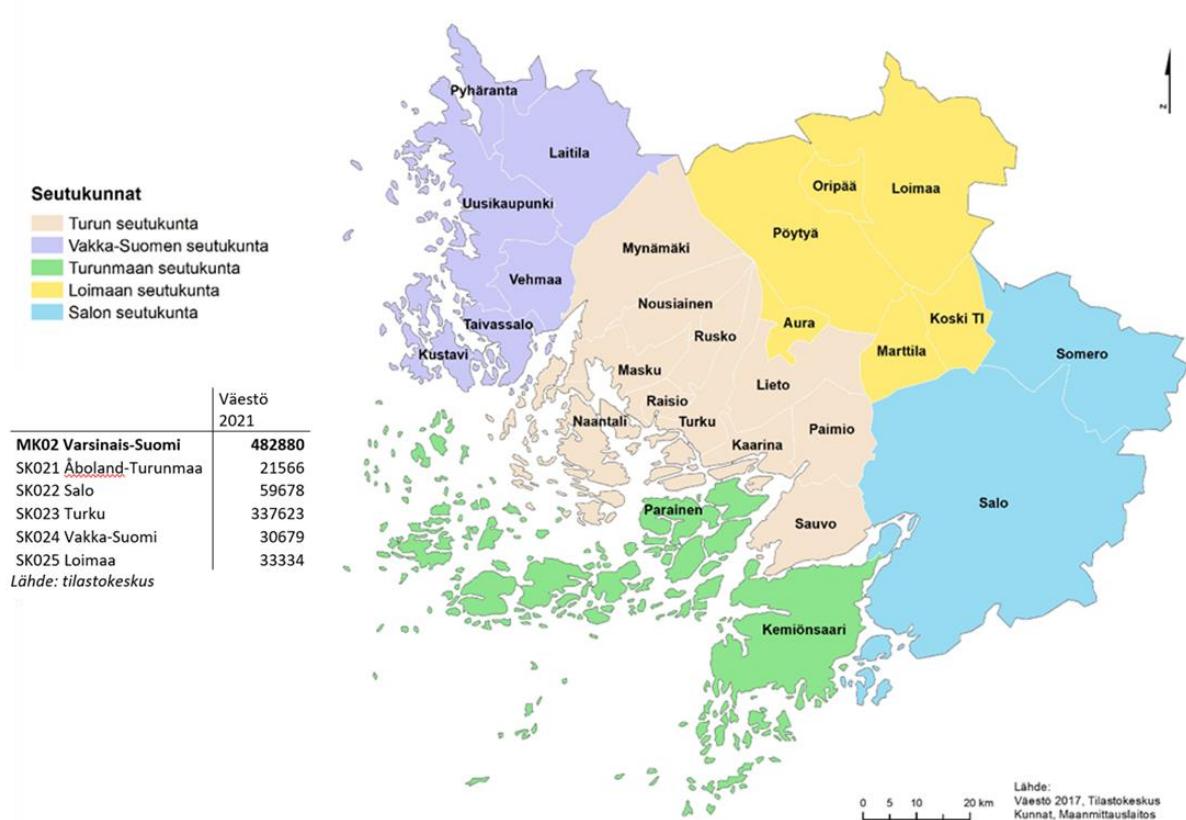 Seutukunnat
Turun seutukunta
Vakka-Suomen seutukunta
Turunmaan seutukunta
Loimaan seutukunta
Salon seutukunta
Väestö
2021
MK02 Varsinais-Suomi 482880
SK021 Åboland-Turunmaa 21566
SK022 Salo 59678
SK023 Turku 337623
SK024 Vakka-Suomi 30679
SK025 Loimaa 33334
Lähde: tilastokeskus
Pyhäranta
Laitila
Uusikaupunki
Vehmaa
Taivassalo
Kustavi
Mynämäki
Nousiainen
Rusko
Masku
Raisio
Naantali
Turku
Lieto
Kaarina
Paimio
Sauvo
Oripää
Loimaa
Pöytyä
Aura
Koski Tl
Marttila
Somero
Salo
Parainen
Kemiönsaari
N
0 5 10 20 km
Lähde:
Väestö 2017, Tilastokeskus
Kunnat, Maanmittauslaitos